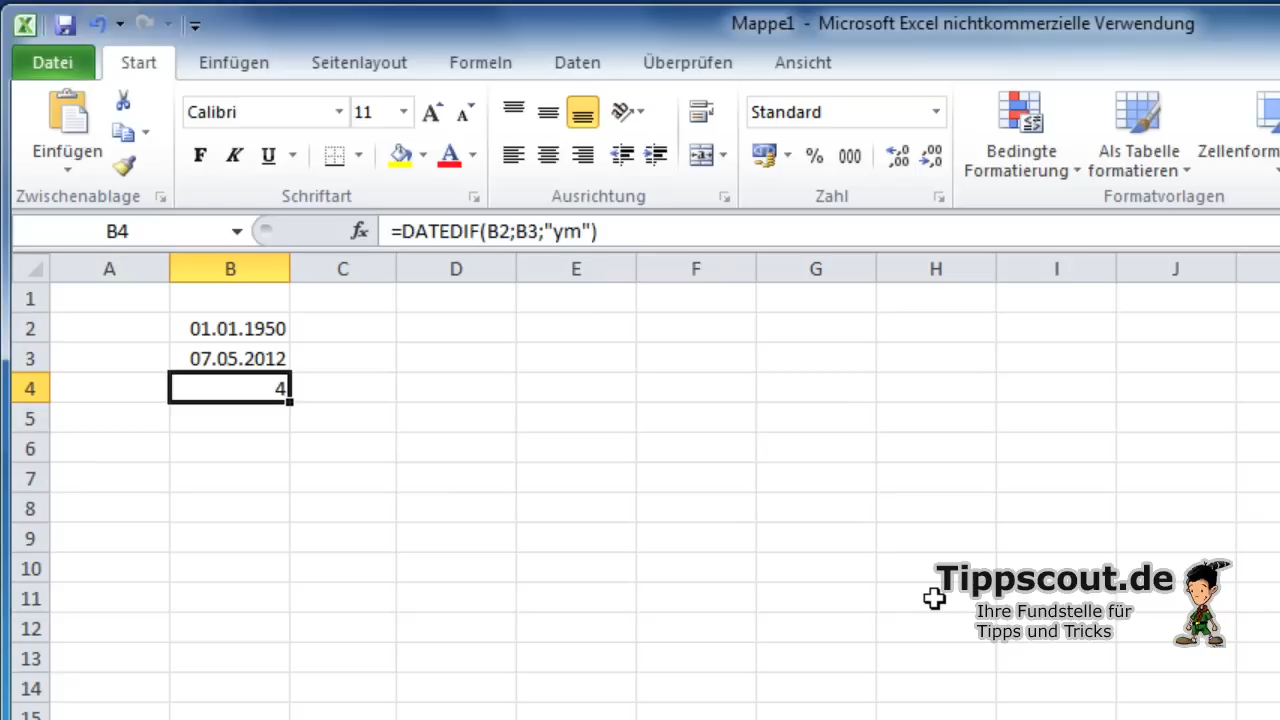 Mappe1 - Microsoft Excel nichtkommerzielle Verwendung
Datei Start Einfügen Seitenlayout Formeln Daten Überprüfen Ansicht
Calibri 11 Standard
Einfügen F K U A % 000 Bedingte Formatierung Als Tabelle formatieren Zellenform
Zwischenablage Schriftart Ausrichtung Zahl Formatvorlagen
B4 fx =DATEDIF(B2;B3;"ym")
A B C D E F G H I J
1
2 01.01.1950
3 07.05.2012
4 4
5
6
7
8
9
10
11
12
13
14
15
Tippscout.de
Ihre Fundstelle für
Tipps und Tricks